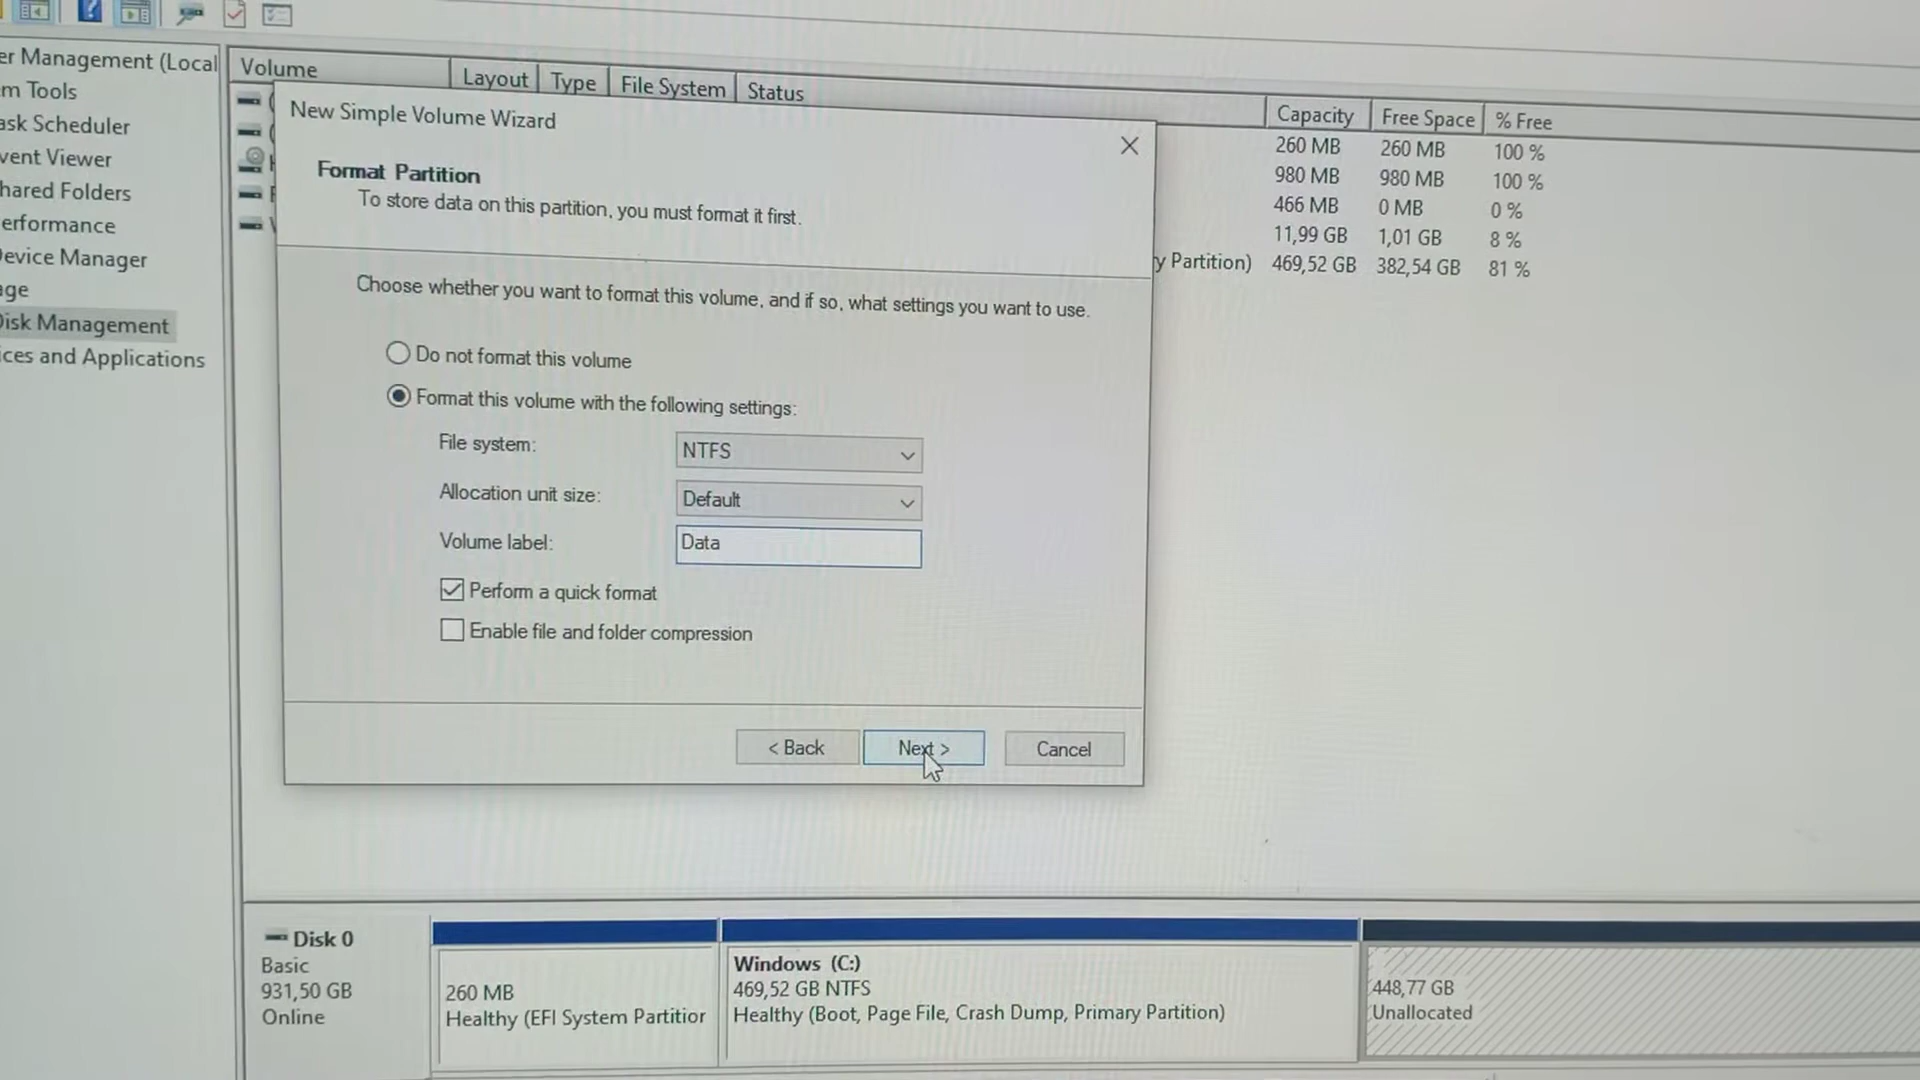 er Management (Local
m Tools
ask Scheduler
vent Viewer
hared Folders
erformance
Device Manager
age
Disk Management
ices and Applications
Volume Layout Type File System Status Capacity Free Space % Free
260 MB 260 MB 100 %
980 MB 980 MB 100 %
466 MB 0 MB 0 %
11,99 GB 1,01 GB 8 %
y Partition) 469,52 GB 382,54 GB 81 %
New Simple Volume Wizard
Format Partition
To store data on this partition, you must format it first.
Choose whether you want to format this volume, and if so, what settings you want to use.
Do not format this volume
Format this volume with the following settings:
File system: NTFS
Allocation unit size: Default
Volume label: Data
Perform a quick format
Enable file and folder compression
< Back Next > Cancel
Disk 0
Basic
931,50 GB
Online
260 MB
Healthy (EFI System Partitior
Windows (C:)
469,52 GB NTFS
Healthy (Boot, Page File, Crash Dump, Primary Partition)
448,77 GB
Unallocated